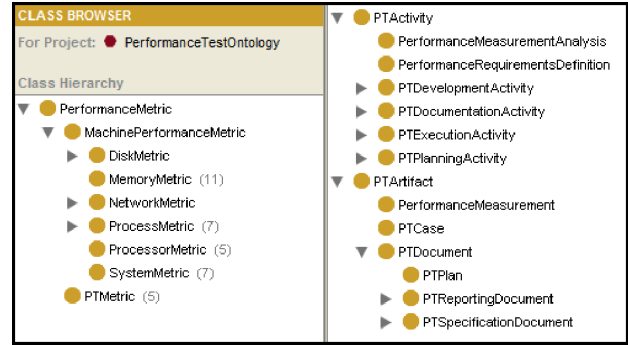 CLASS BROWSER
For Project: PerformanceTestOntology
Class Hierarchy
PerformanceMetric
MachinePerformanceMetric
DiskMetric
MemoryMetric (11)
NetworkMetric
ProcessMetric (7)
ProcessorMetric (5)
SystemMetric (7)
PTMetric (5)
PTActivity
PerformanceMeasurementAnalysis
PerformanceRequirementsDefinition
PTDevelopmentActivity
PTDocumentationActivity
PTExecutionActivity
PTPlanningActivity
PTArtifact
PerformanceMeasurement
PTCase
PTDocument
PTPlan
PTReportingDocument
PTSpecificationDocument